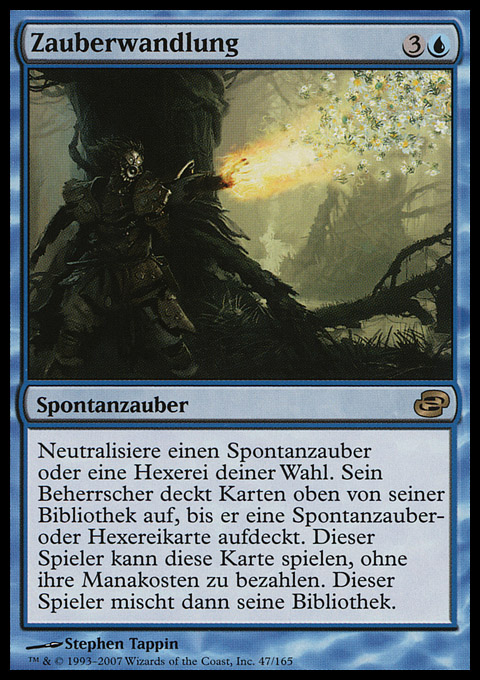 Zauberwandlung 3
Spontanzauber
Neutralisiere einen Spontanzauber
oder eine Hexerei deiner Wahl. Sein
Beherrscher deckt Karten oben von seiner
Bibliothek auf, bis er eine Spontanzauber-
oder Hexereikarte aufdeckt. Dieser
Spieler kann diese Karte spielen, ohne
ihre Manakosten zu bezahlen. Dieser
Spieler mischt dann seine Bibliothek.
Stephen Tappin
™ & © 1993–2007 Wizards of the Coast, Inc. 47/165